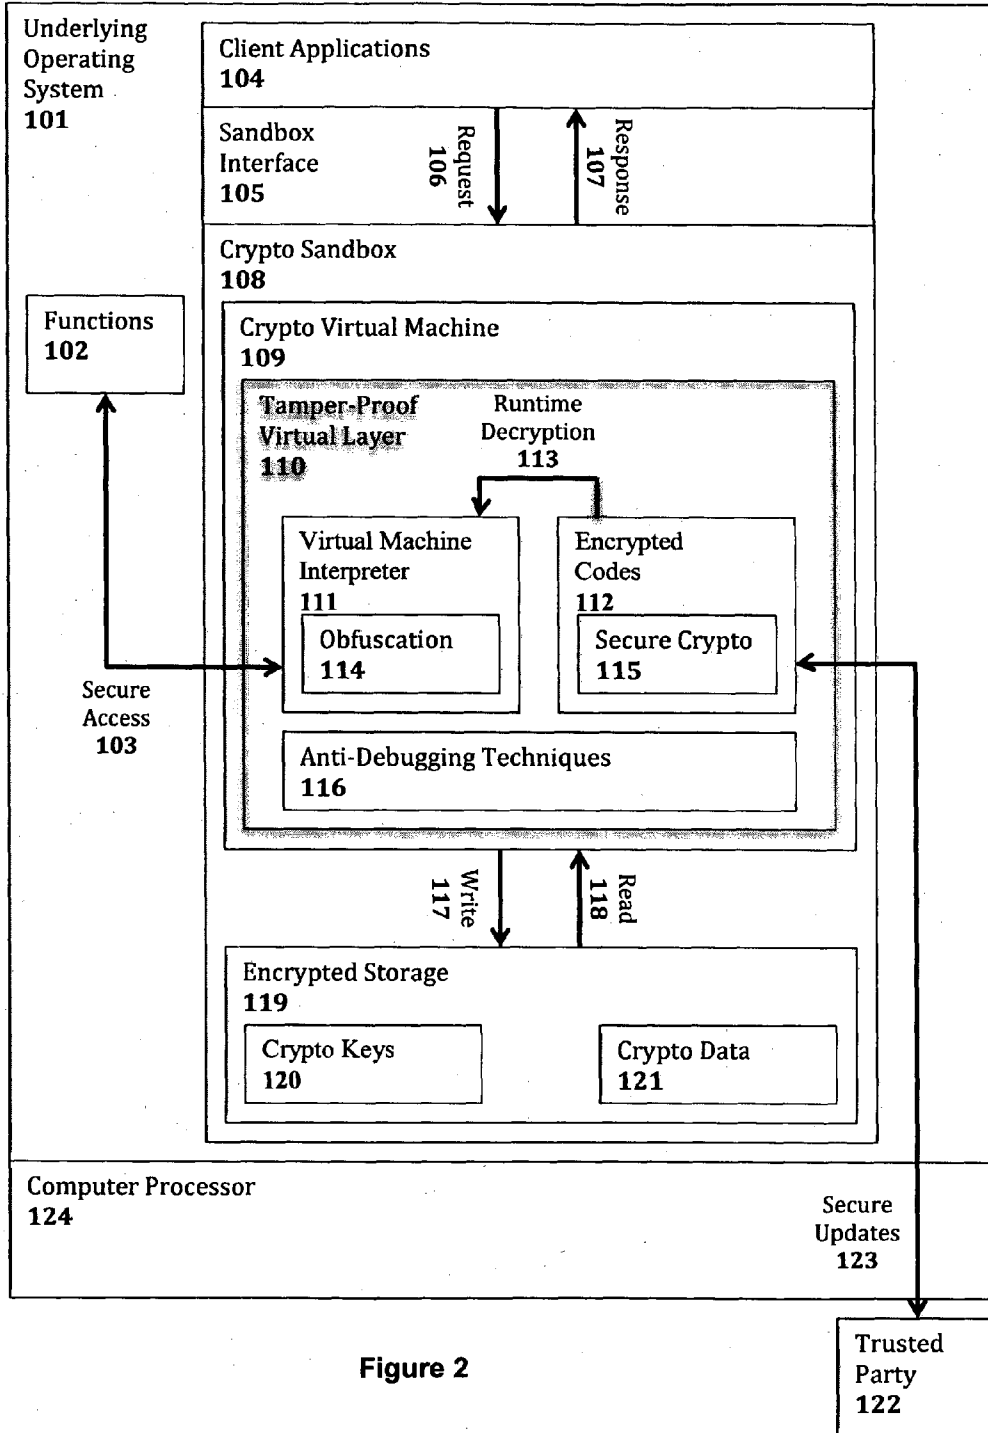 Underlying
Operating
System
101
Client Applications
104
Sandbox
Interface
105
Request
106
Response
107
Crypto Sandbox
108
Functions
102
Crypto Virtual Machine
109
Tamper-Proof
Virtual Layer
110
Runtime
Decryption
113
Virtual Machine
Interpreter
111
Obfuscation
114
Encrypted
Codes
112
Secure Crypto
115
Secure
Access
103
Anti-Debugging Techniques
116
Write
117
Read
118
Encrypted Storage
119
Crypto Keys
120
Crypto Data
121
Computer Processor
124
Secure
Updates
123
Trusted
Party
122
Figure 2